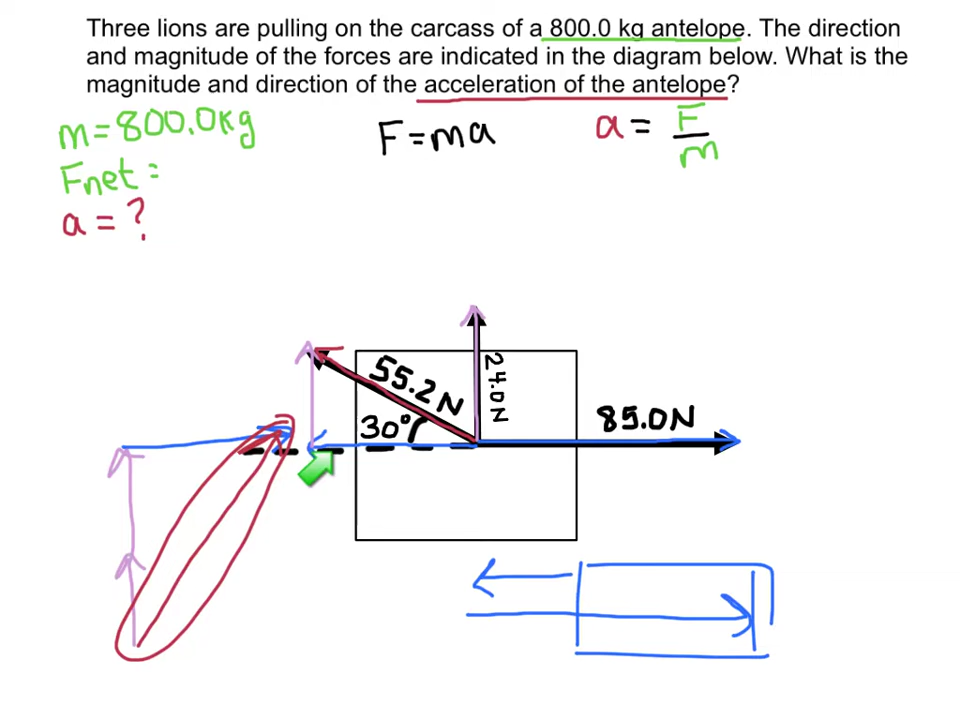 Three lions are pulling on the carcass of a 800.0 kg antelope. The direction
and magnitude of the forces are indicated in the diagram below. What is the
magnitude and direction of the acceleration of the antelope?
m=800.0kg
F=ma
a = F/m
Fnet =
a = ?
55.2N
24.0N
30°
85.0N